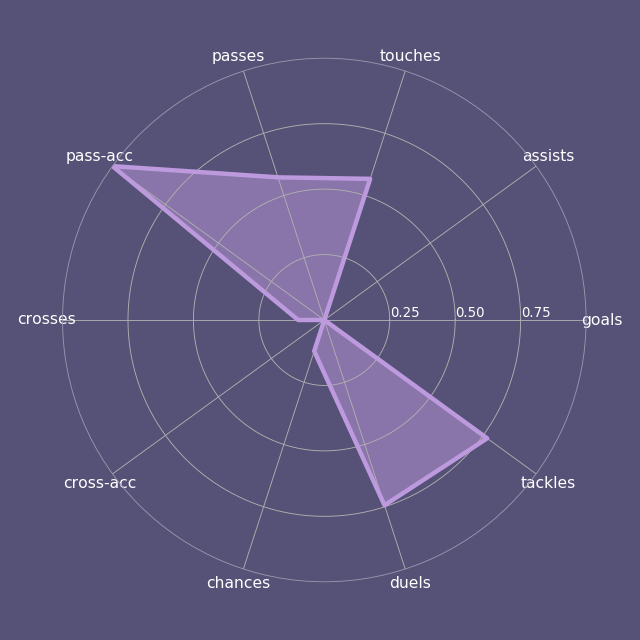 passes
touches
pass-acc
assists
0.25
0.50
0.75
crosses
goals
cross-acc
tackles
chances
duels